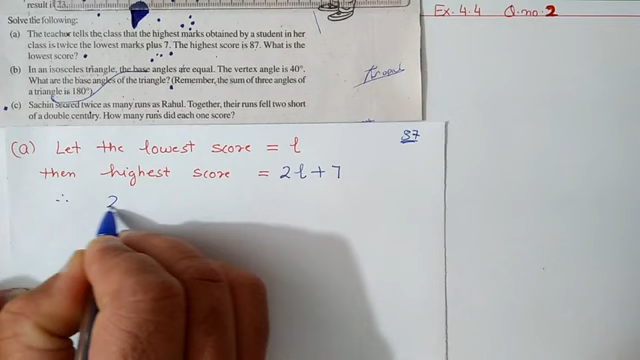 result is 23.
Ex. 4.4 Q. no. 2
Solve the following:
(a) The teacher tells the class that the highest marks obtained by a student in her
class is twice the lowest marks plus 7. The highest score is 87. What is the
lowest score?
(b) In an isosceles triangle, the base angles are equal. The vertex angle is 40°.
What are the base angles of the triangle? (Remember, the sum of three angles of
a triangle is 180°).
(c) Sachin scored twice as many runs as Rahul. Together, their runs fell two short
of a double century. How many runs did each one score?
87
(a) Let the lowest score = l
then highest score = 2l + 7
∴ 2